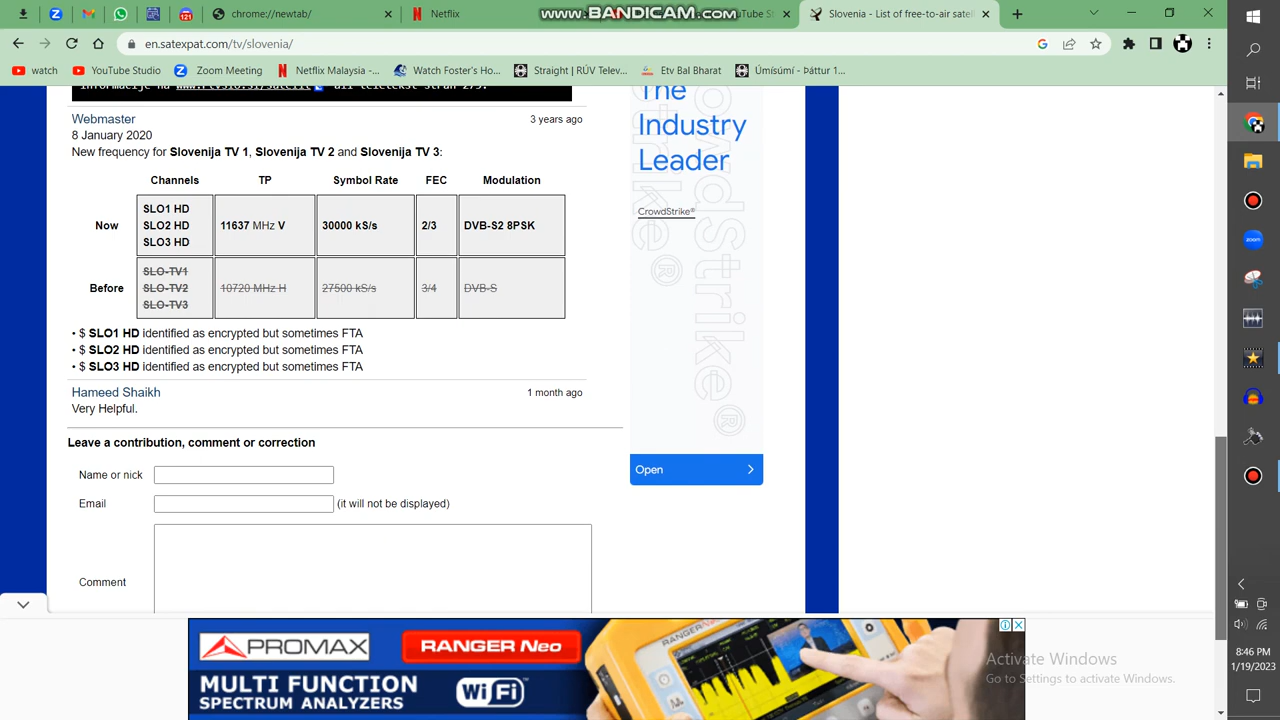 chrome://newtab/
Netflix
WWW.BANDICAM.COM
Slovenia - List of free-to-air satel
en.satexpat.com/tv/slovenia/
watch
YouTube Studio
Zoom Meeting
Netflix Malaysia -...
Watch Foster's Ho...
Straight | RÚV Telev...
Etv Bal Bharat
Úmísúmí - Þáttur 1...
The
Industry
Leader
CrowdStrike®
Open
Webmaster
3 years ago
8 January 2020
New frequency for Slovenija TV 1, Slovenija TV 2 and Slovenija TV 3:
Channels TP Symbol Rate FEC Modulation
Now
SLO1 HD
SLO2 HD
SLO3 HD
11637 MHz V
30000 kS/s
2/3
DVB-S2 8PSK
Before
SLO-TV1
SLO-TV2
SLO-TV3
10720 MHz H
27500 kS/s
3/4
DVB-S
• $ SLO1 HD identified as encrypted but sometimes FTA
• $ SLO2 HD identified as encrypted but sometimes FTA
• $ SLO3 HD identified as encrypted but sometimes FTA
Hameed Shaikh
1 month ago
Very Helpful.
Leave a contribution, comment or correction
Name or nick
Email
(it will not be displayed)
Comment
PROMAX
RANGER Neo
MULTI FUNCTION
SPECTRUM ANALYZERS
WiFi
Activate Windows
Go to Settings to activate Windows.
8:46 PM
1/19/2023